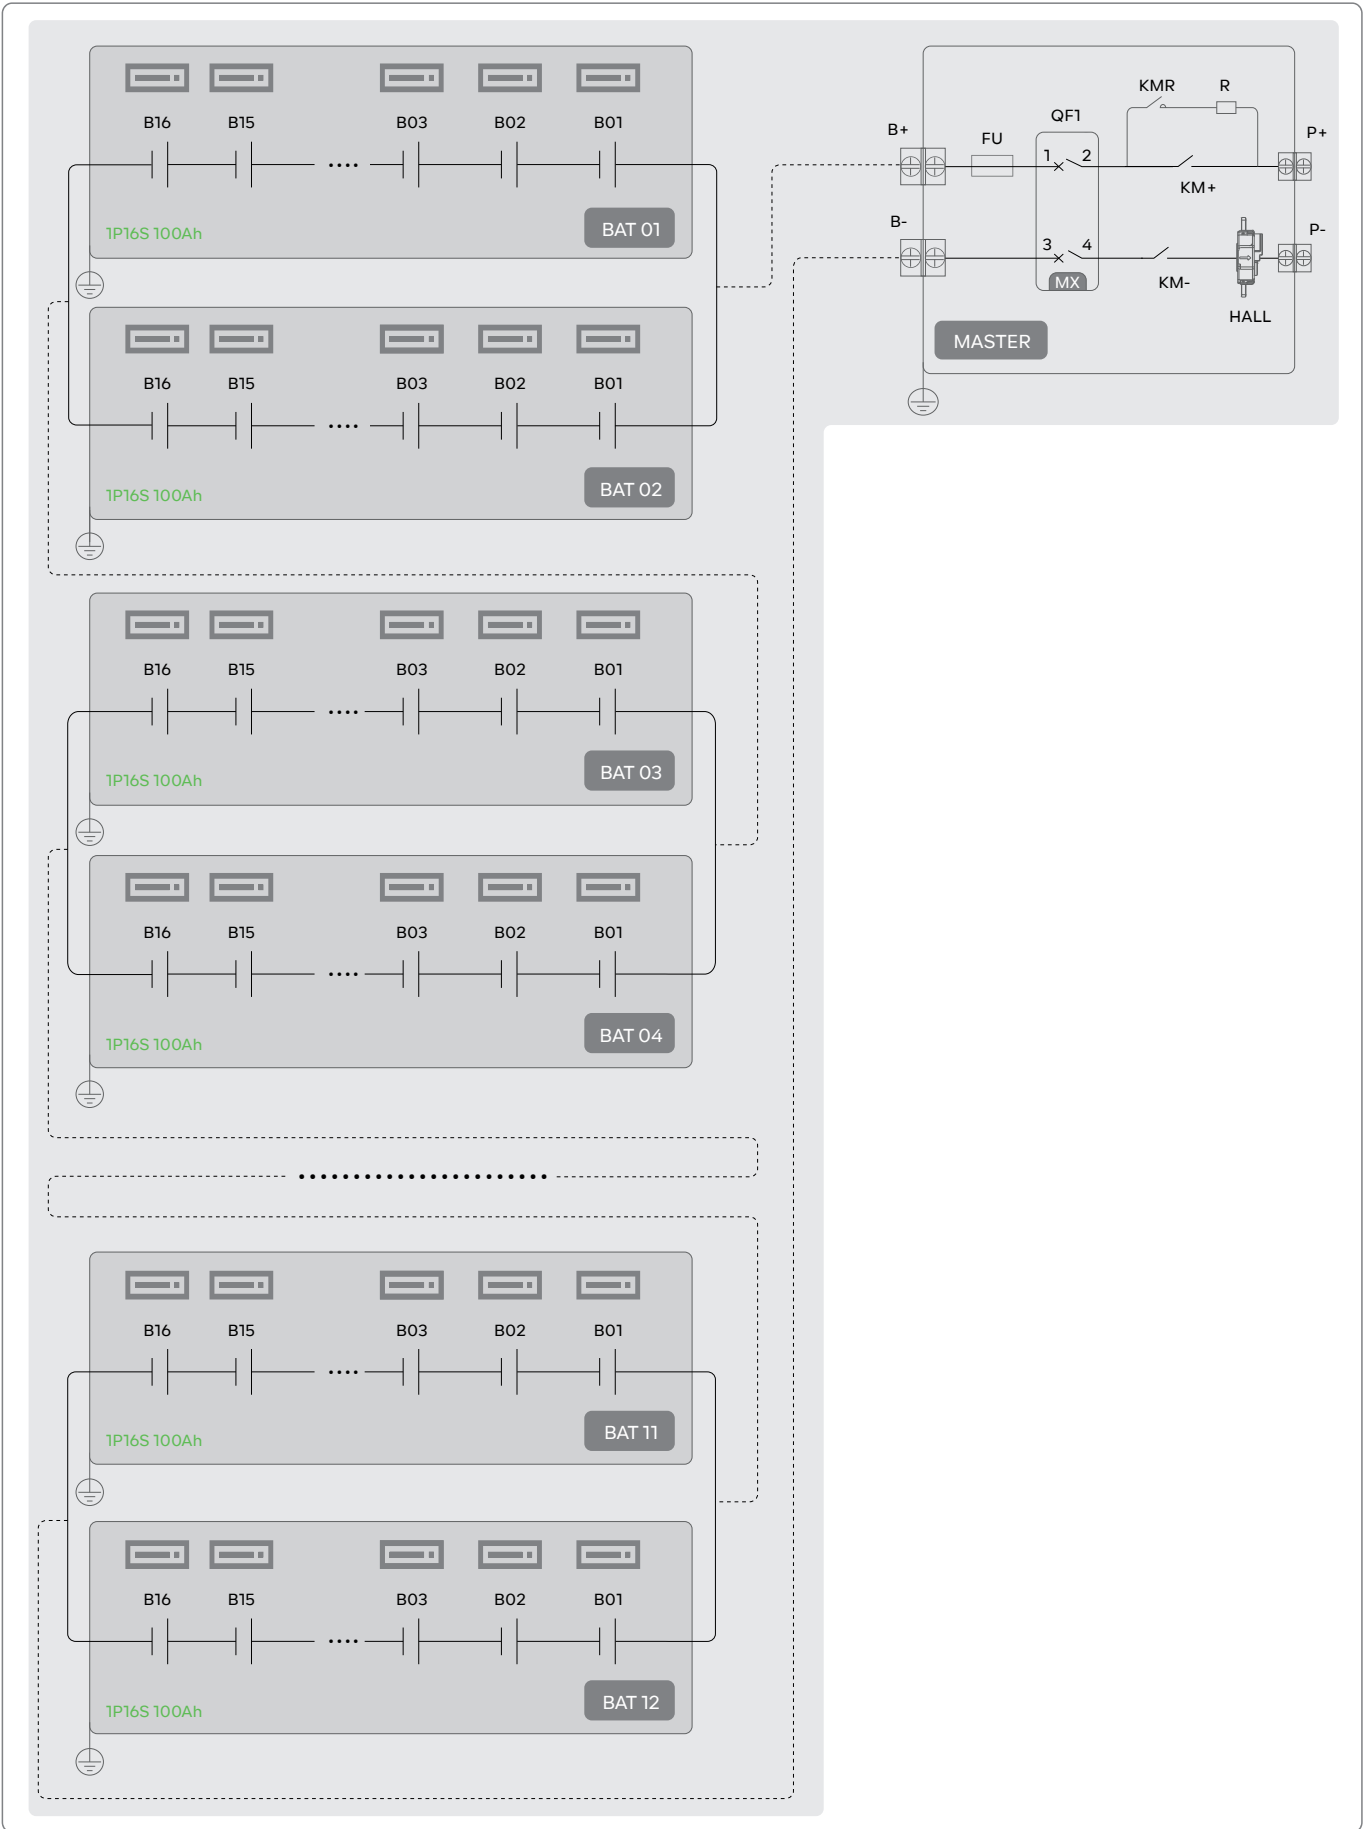 B16 B15 B03 B02 B01
1P16S 100Ah
BAT 01
B16 B15 B03 B02 B01
1P16S 100Ah
BAT 02
B16 B15 B03 B02 B01
1P16S 100Ah
BAT 03
B16 B15 B03 B02 B01
1P16S 100Ah
BAT 04
B16 B15 B03 B02 B01
1P16S 100Ah
BAT 11
B16 B15 B03 B02 B01
1P16S 100Ah
BAT 12
KMR R
QF1
B+ FU P+
1 2
KM+
B- P-
3 4
MX KM-
HALL
MASTER